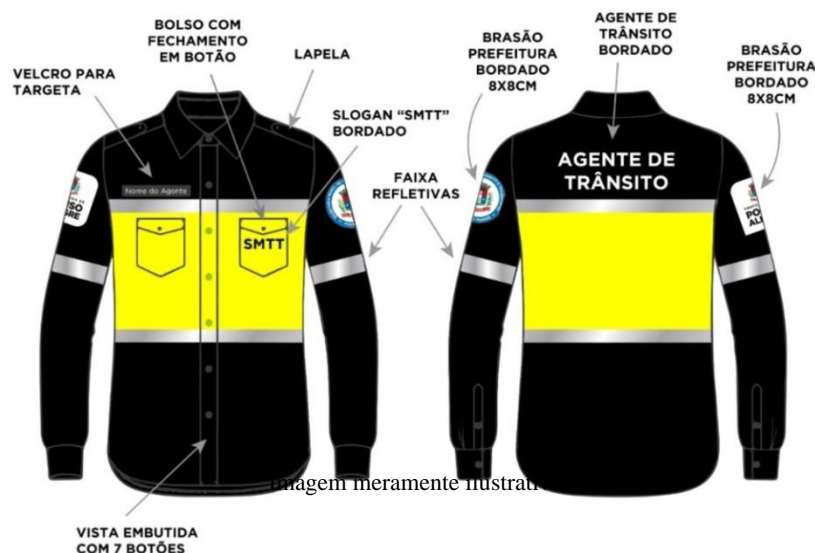 BOLSO COM
FECHAMENTO
EM BOTÃO
LAPELA
VELCRO PARA
TARGETA
SLOGAN “SMTT”
BORDADO
Nome do Agente
SMTT
FAIXA
REFLETIVAS
VISTA EMBUTIDA
COM 7 BOTÕES
AGENTE DE
TRÂNSITO
BORDADO
BRASÃO
PREFEITURA
BORDADO
8X8CM
BRASÃO
PREFEITURA
BORDADO
8X8CM
AGENTE DE
TRÂNSITO
meramente